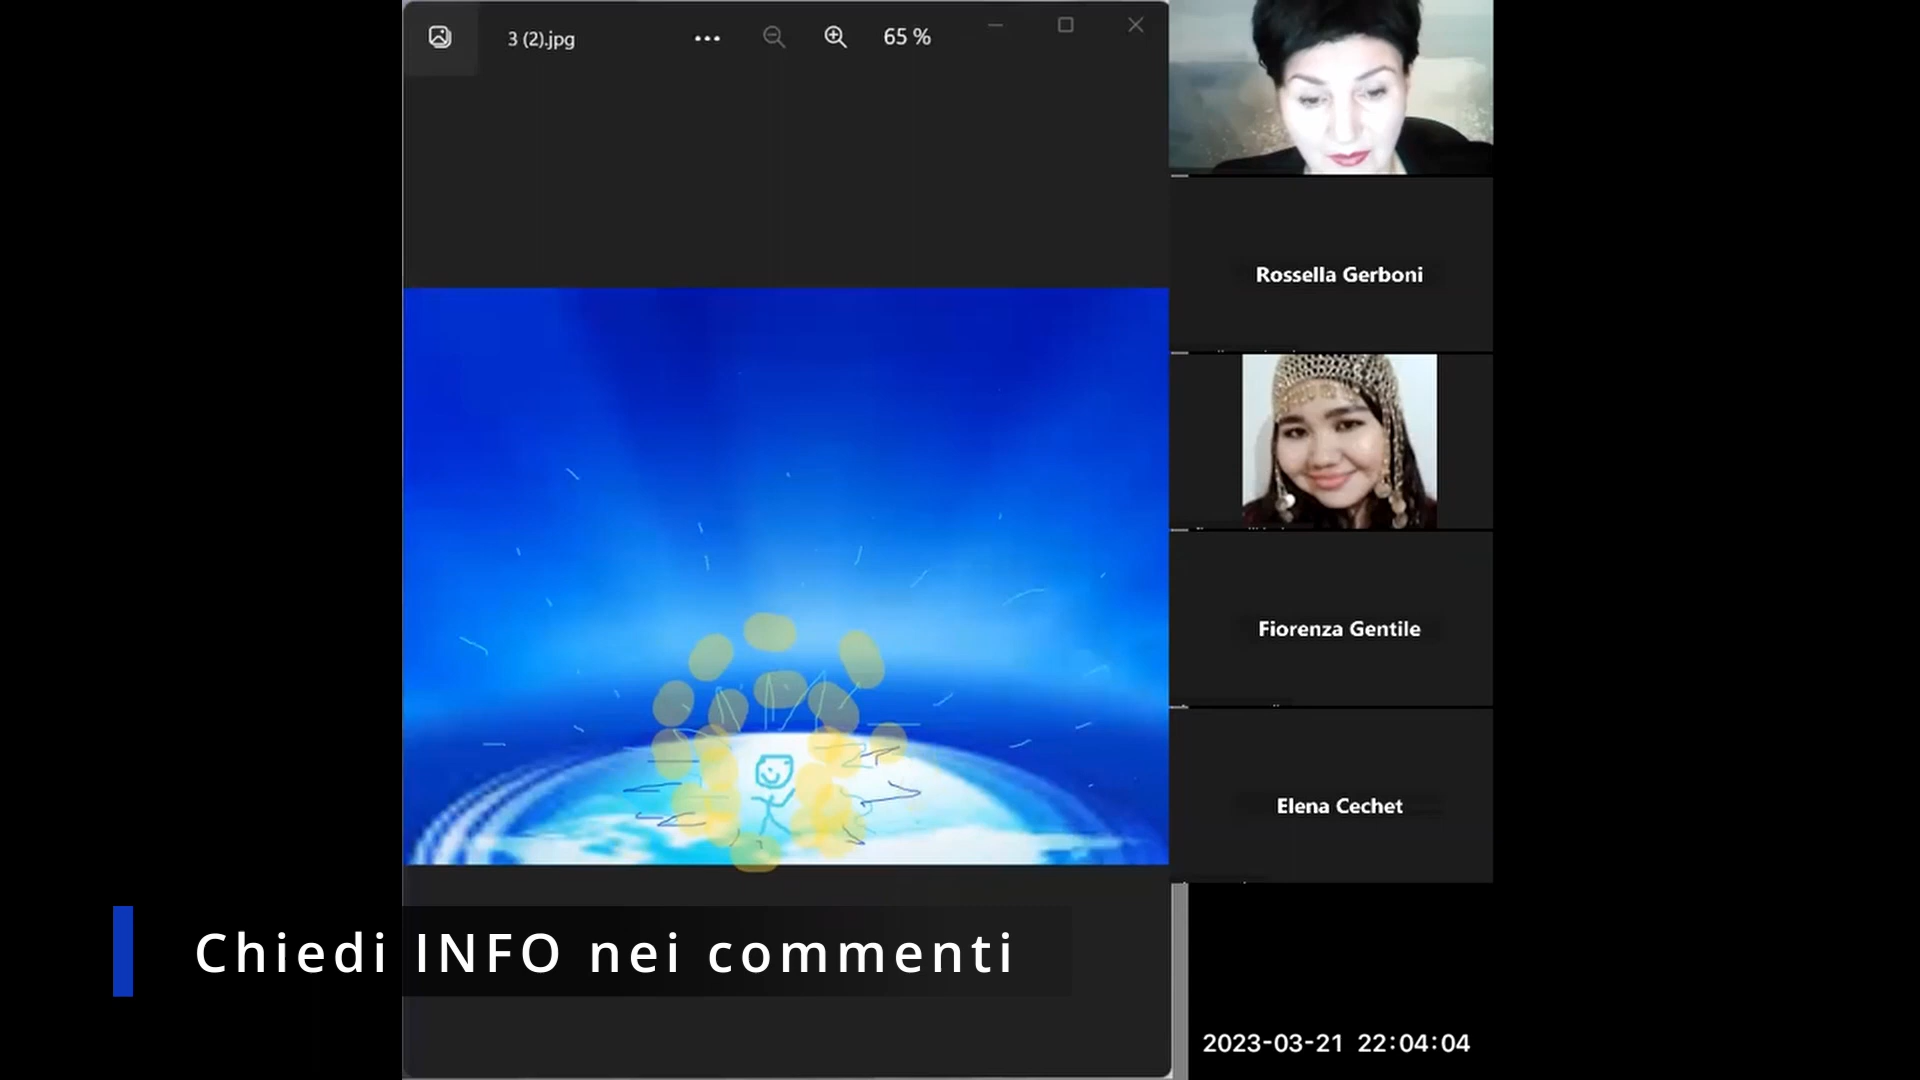 3 (2).jpg
65 %
Rossella Gerboni
Fiorenza Gentile
Elena Cechet
Chiedi INFO nei commenti
2023-03-21 22:04:04